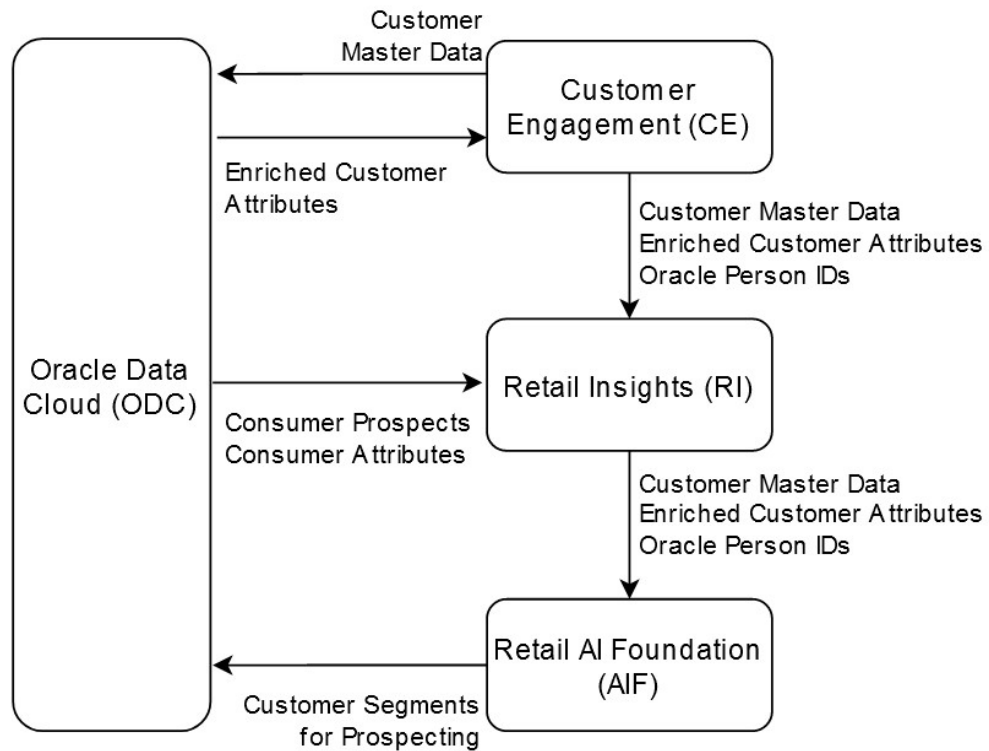 Customer
Master Data
Customer
Engagement (CE)
Enriched Customer
Attributes
Customer Master Data
Enriched Customer Attributes
Oracle Person IDs
Oracle Data
Cloud (ODC)
Retail Insights (RI)
Consumer Prospects
Consumer Attributes
Customer Master Data
Enriched Customer Attributes
Oracle Person IDs
Retail AI Foundation
(AIF)
Customer Segments
for Prospecting